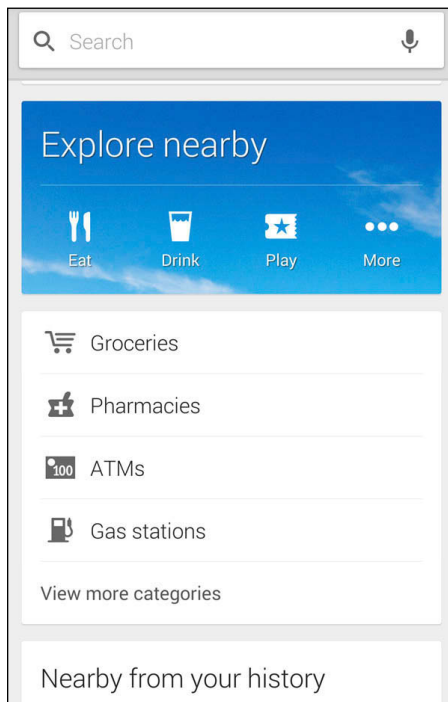 Search
Explore nearby
Eat Drink Play More
Groceries
Pharmacies
100 ATMs
Gas stations
View more categories
Nearby from your history